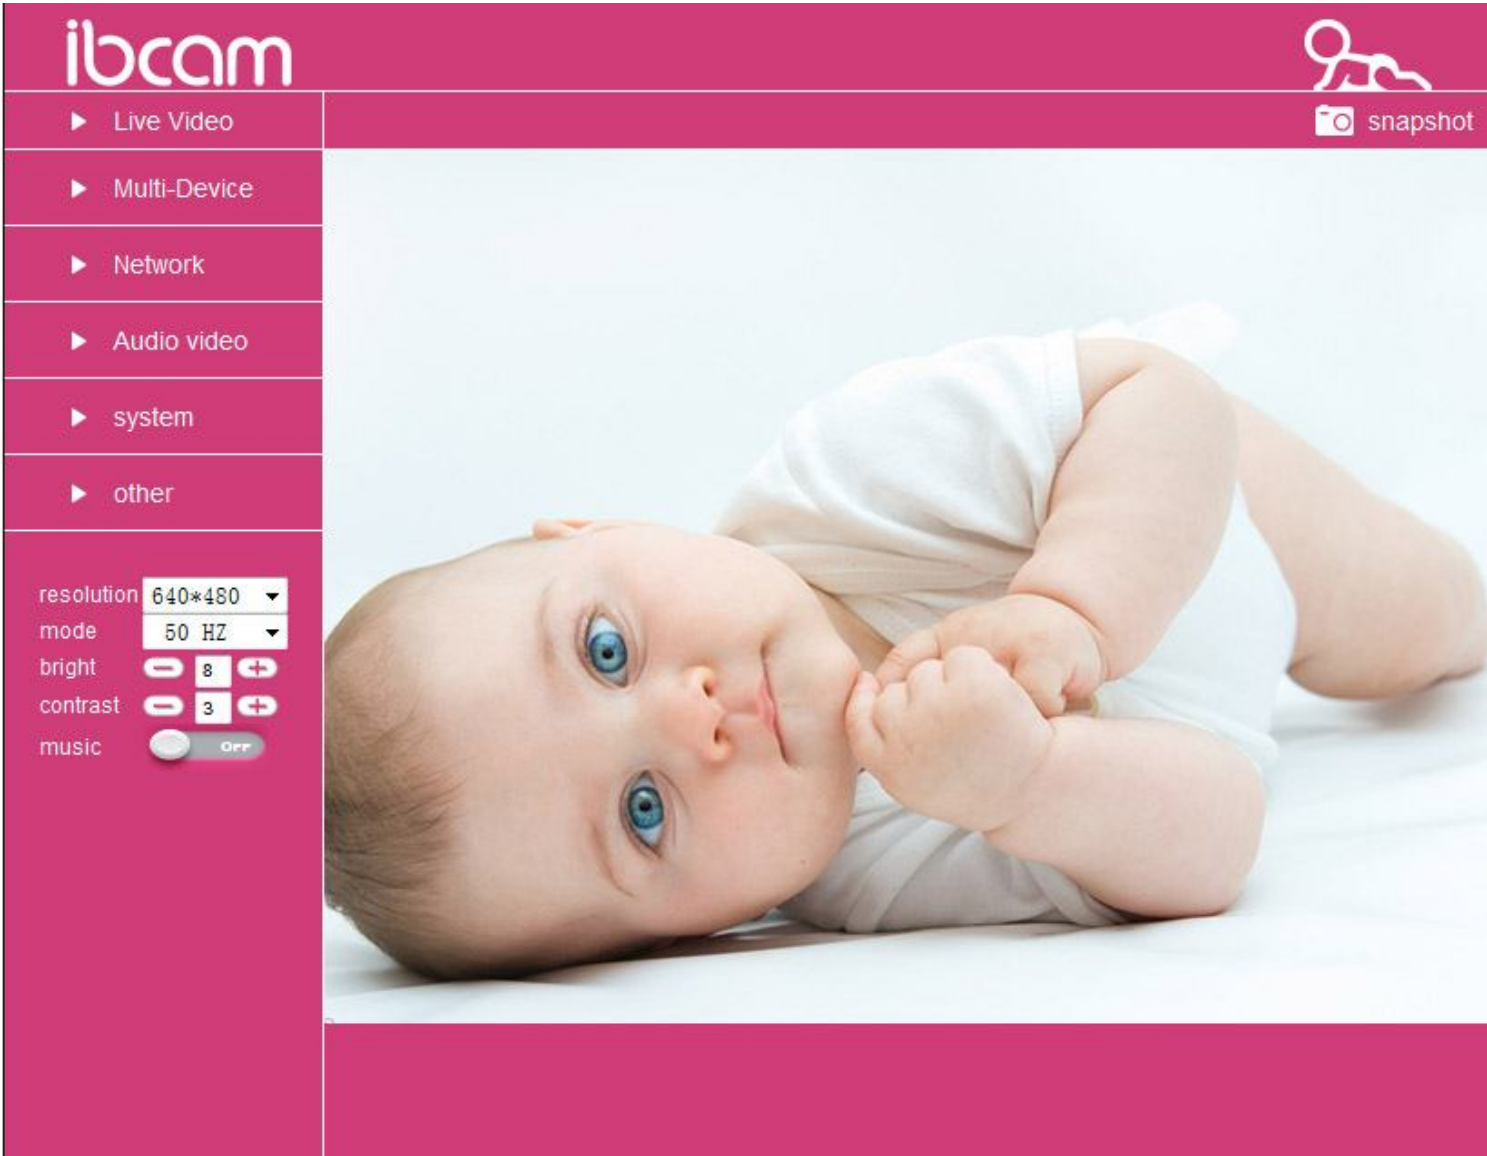 ibcam
Live Video
snapshot
Multi-Device
Network
Audio video
system
other
resolution 640*480
mode 50 HZ
bright 8
contrast 3
music OFF